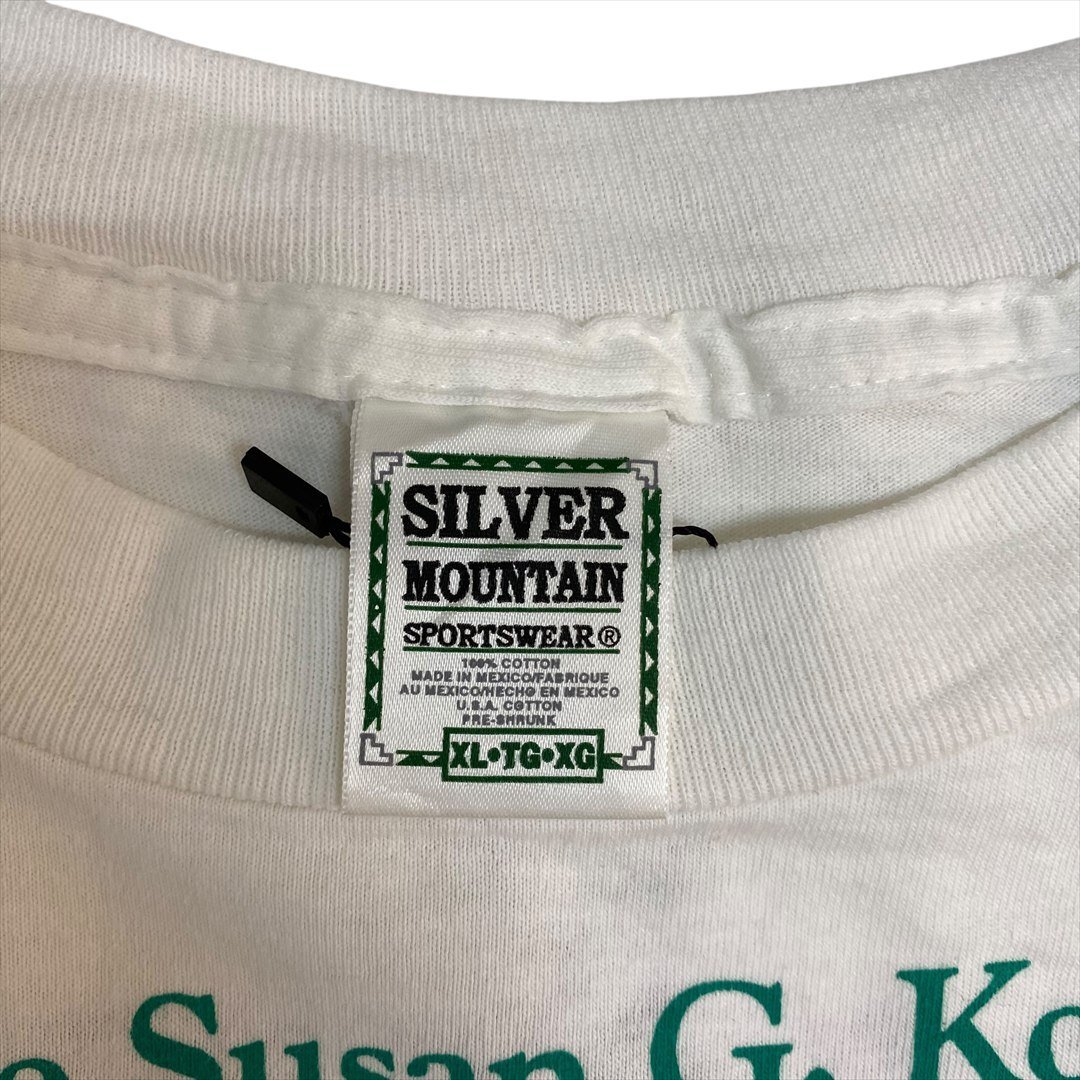 SILVER
MOUNTAIN
SPORTSWEAR®
100% COTTON
MADE IN MEXICO/FABRIQUE
AU MEXICO/HECHO EN MEXICO
U.S.A. COTTON
PRE-SHRUNK
XL•TG•XG
Susan G.